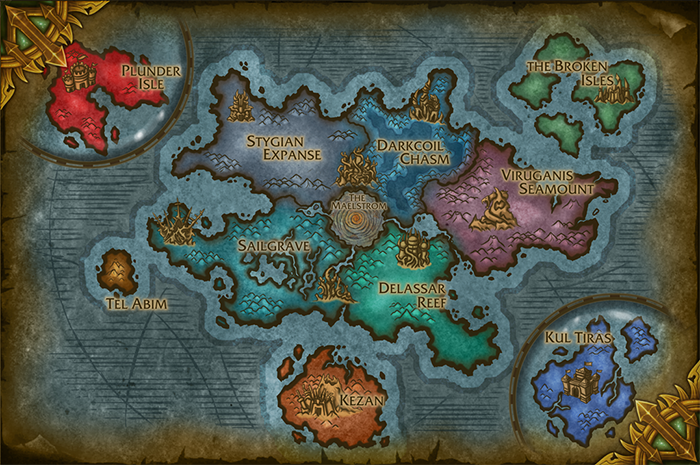 PLUNDER
ISLE
THE BROKEN
ISLES
STYGIAN
EXPANSE
DARKCOIL
CHASM
VIRUGANIS
SEAMOUNT
THE
MAELSTROM
SAILGRAVE
DELASSAR
REEF
TEL ABIM
KUL TIRAS
KEZAN